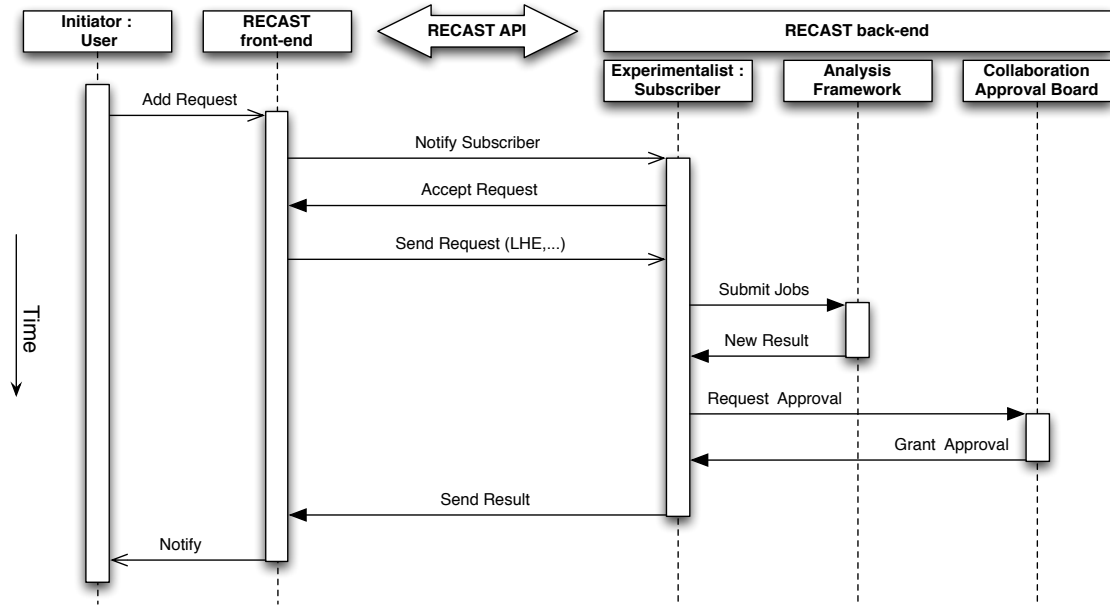 Initiator :
User
RECAST
front-end
RECAST API
RECAST back-end
Experimentalist :
Subscriber
Analysis
Framework
Collaboration
Approval Board
Add Request
Notify Subscriber
Accept Request
Send Request (LHE,...)
Time
Submit Jobs
New Result
Request Approval
Grant Approval
Send Result
Notify